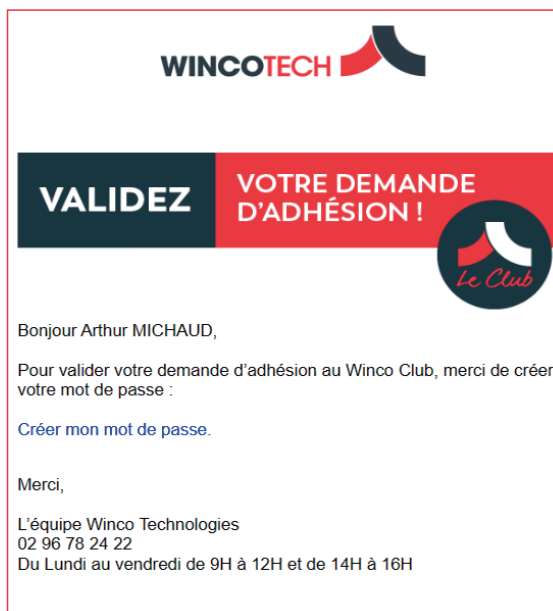 WINCOTECH
VALIDEZ
VOTRE DEMANDE
D'ADHÉSION !
Le Club
Bonjour Arthur MICHAUD,
Pour valider votre demande d'adhésion au Winco Club, merci de créer
votre mot de passe :
Créer mon mot de passe.
Merci,
L'équipe Winco Technologies
02 96 78 24 22
Du Lundi au vendredi de 9H à 12H et de 14H à 16H